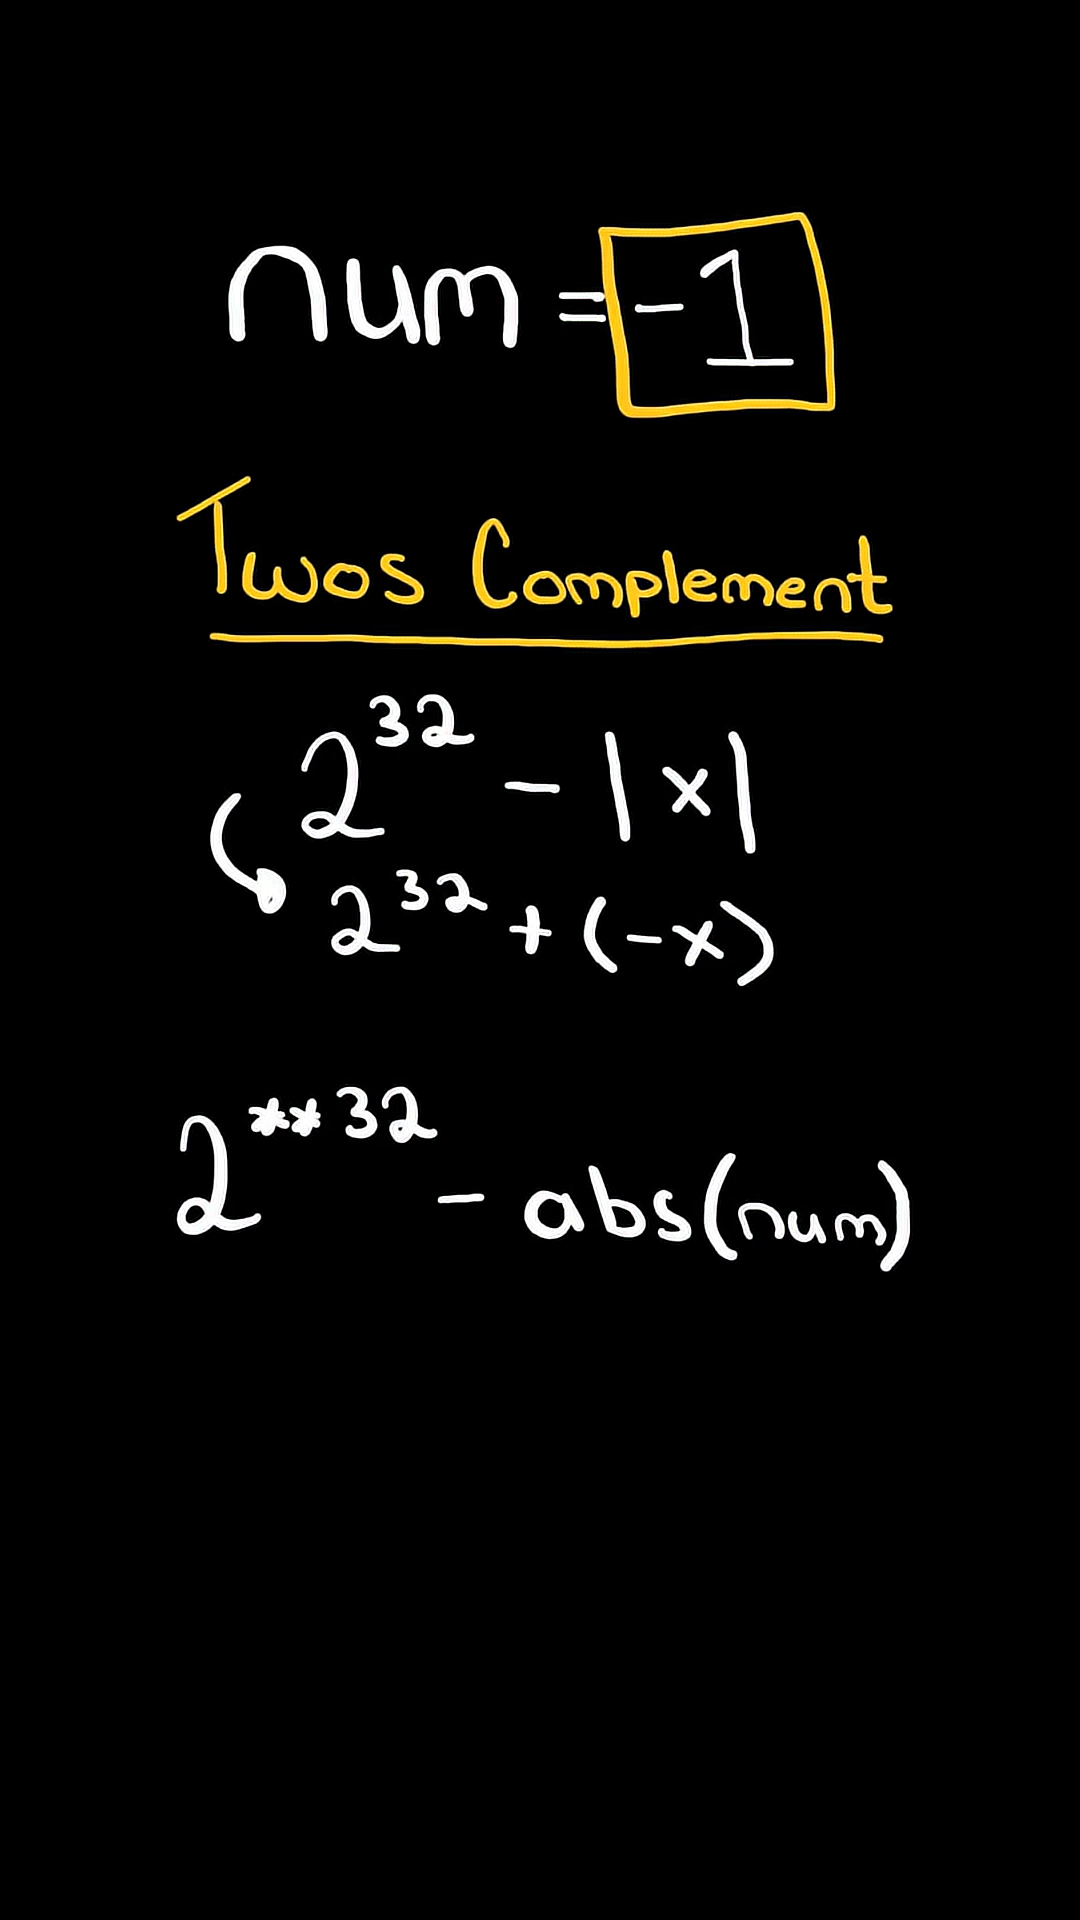 num = -1
Twos Complement
2^32 - |x|
2^32 + (-x)
2**32 - abs(num)